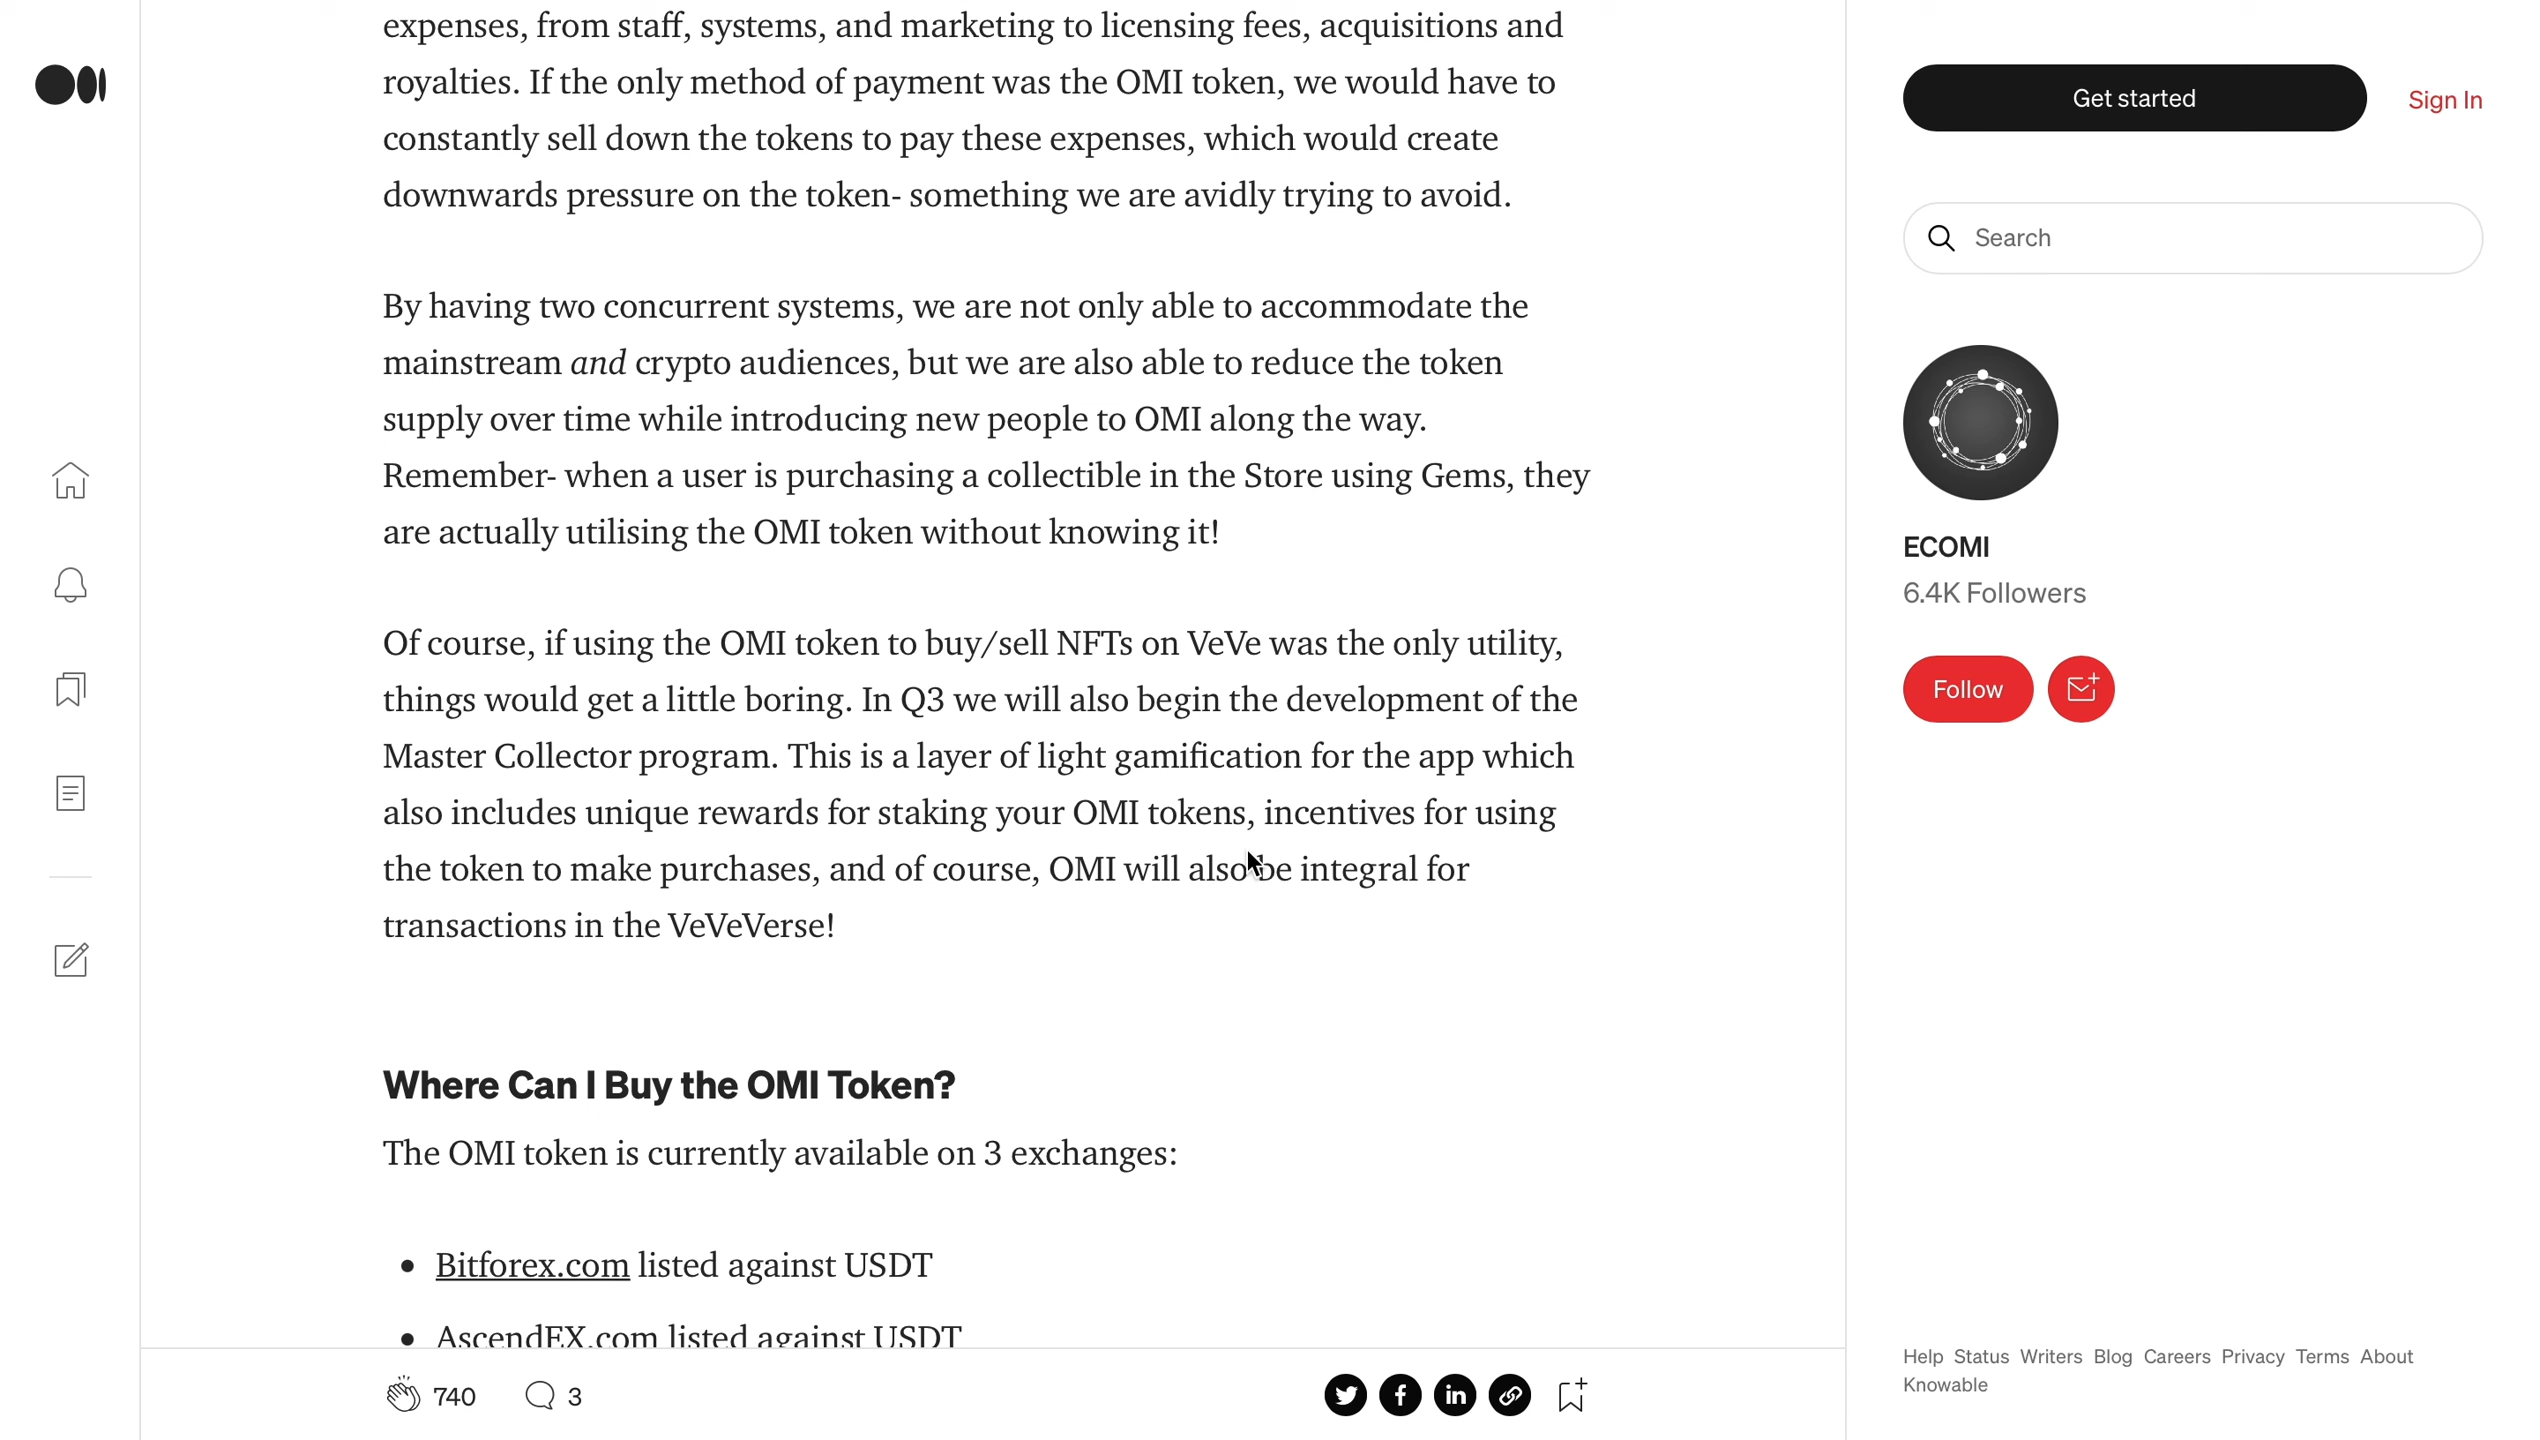 expenses, from staff, systems, and marketing to licensing fees, acquisitions and
royalties. If the only method of payment was the OMI token, we would have to
constantly sell down the tokens to pay these expenses, which would create
downwards pressure on the token- something we are avidly trying to avoid.
By having two concurrent systems, we are not only able to accommodate the
mainstream and crypto audiences, but we are also able to reduce the token
supply over time while introducing new people to OMI along the way.
Remember- when a user is purchasing a collectible in the Store using Gems, they
are actually utilising the OMI token without knowing it!
Of course, if using the OMI token to buy/sell NFTs on VeVe was the only utility,
things would get a little boring. In Q3 we will also begin the development of the
Master Collector program. This is a layer of light gamification for the app which
also includes unique rewards for staking your OMI tokens, incentives for using
the token to make purchases, and of course, OMI will also be integral for
transactions in the VeVeVerse!
Where Can I Buy the OMI Token?
The OMI token is currently available on 3 exchanges:
• Bitforex.com listed against USDT
• AscendEX.com listed against USDT
740
3
Get started
Sign In
Search
ECOMI
6.4K Followers
Follow
Help Status Writers Blog Careers Privacy Terms About
Knowable